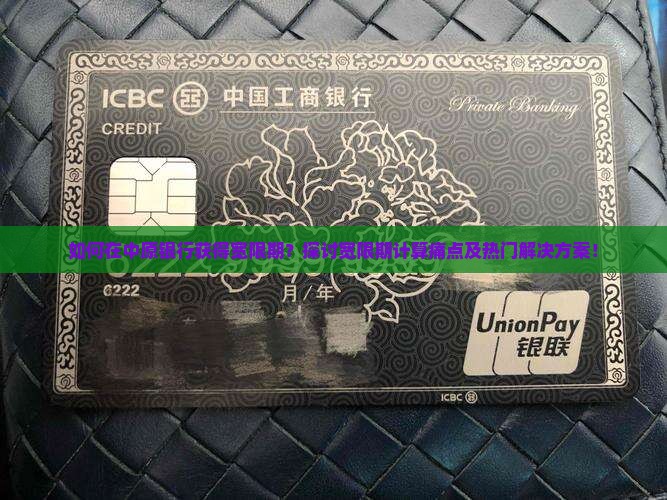 ICBC 中国工商银行
Private Banking
CREDIT
如何在中原银行获得宽限期？探讨宽限期计算痛点及热门解决方案！
6222
6222
月/年
UnionPay
银联
ICBC